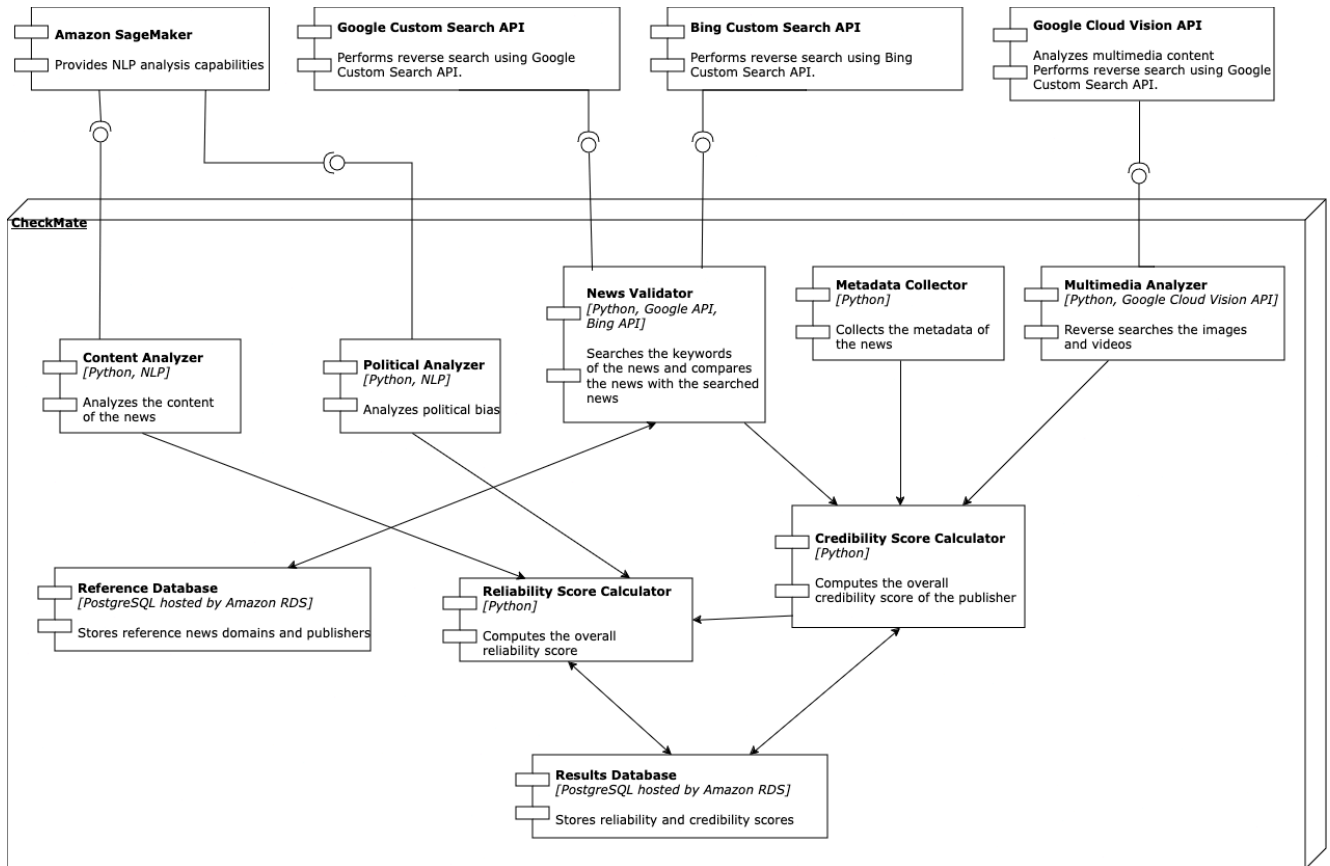 Amazon SageMaker
Provides NLP analysis capabilities
Google Custom Search API
Performs reverse search using Google
Custom Search API.
Bing Custom Search API
Performs reverse search using Bing
Custom Search API.
Google Cloud Vision API
Analyzes multimedia content
Performs reverse search using Google
Custom Search API.
CheckMate
Content Analyzer
[Python, NLP]
Analyzes the content
of the news
Political Analyzer
[Python, NLP]
Analyzes political bias
News Validator
[Python, Google API,
Bing API]
Searches the keywords
of the news and compares
the news with the searched
news
Metadata Collector
[Python]
Collects the metadata of
the news
Multimedia Analyzer
[Python, Google Cloud Vision API]
Reverse searches the images
and videos
Reference Database
[PostgreSQL hosted by Amazon RDS]
Stores reference news domains and publishers
Reliability Score Calculator
[Python]
Computes the overall
reliability score
Credibility Score Calculator
[Python]
Computes the overall
credibility score of the publisher
Results Database
[PostgreSQL hosted by Amazon RDS]
Stores reliability and credibility scores